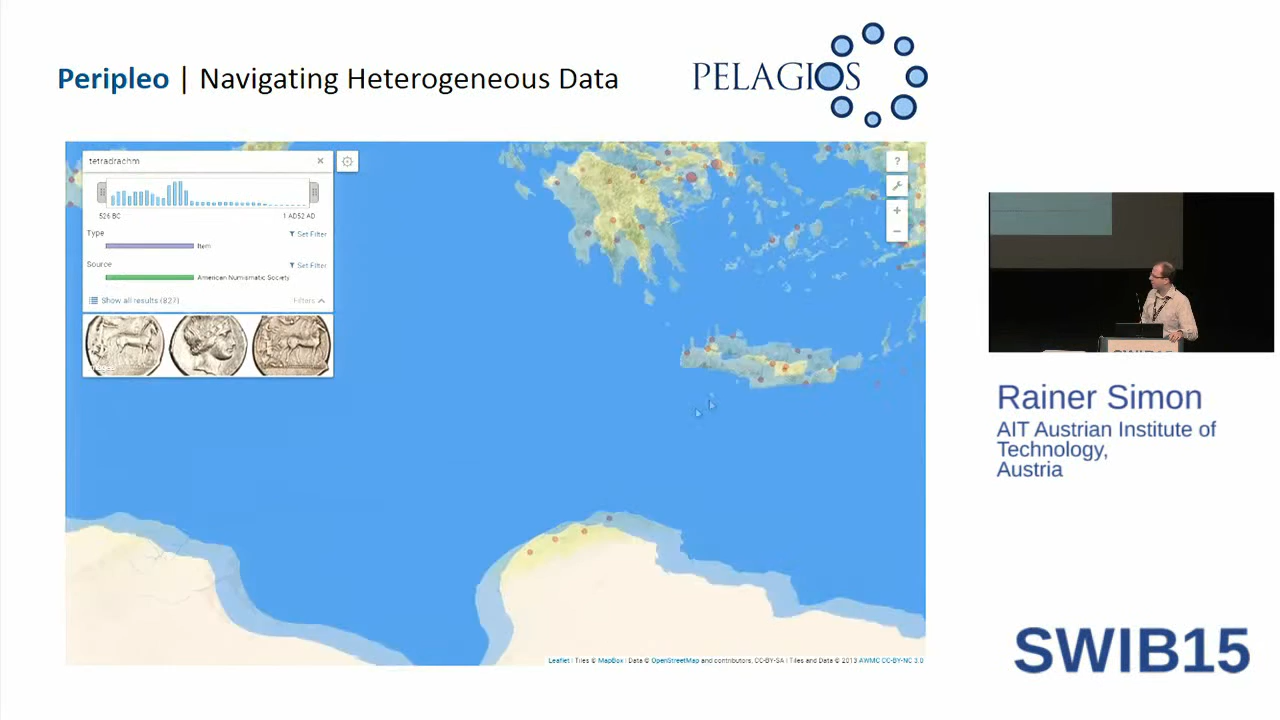 Peripleo | Navigating Heterogeneous Data
PELAGIOS
tetradrachm
526 BC
1 AD52 AD
Type
Set Filter
Item
Source
Set Filter
American Numismatic Society
Show all results (827)
Filters
?
+
−
Leaflet | Tiles © MapBox | Data © OpenStreetMap and contributors, CC-BY-SA | Tiles and Data © 2013 AWMC CC-BY-NC 3.0
SWIB15
Rainer Simon
AIT Austrian Institute of
Technology,
Austria
SWIB15